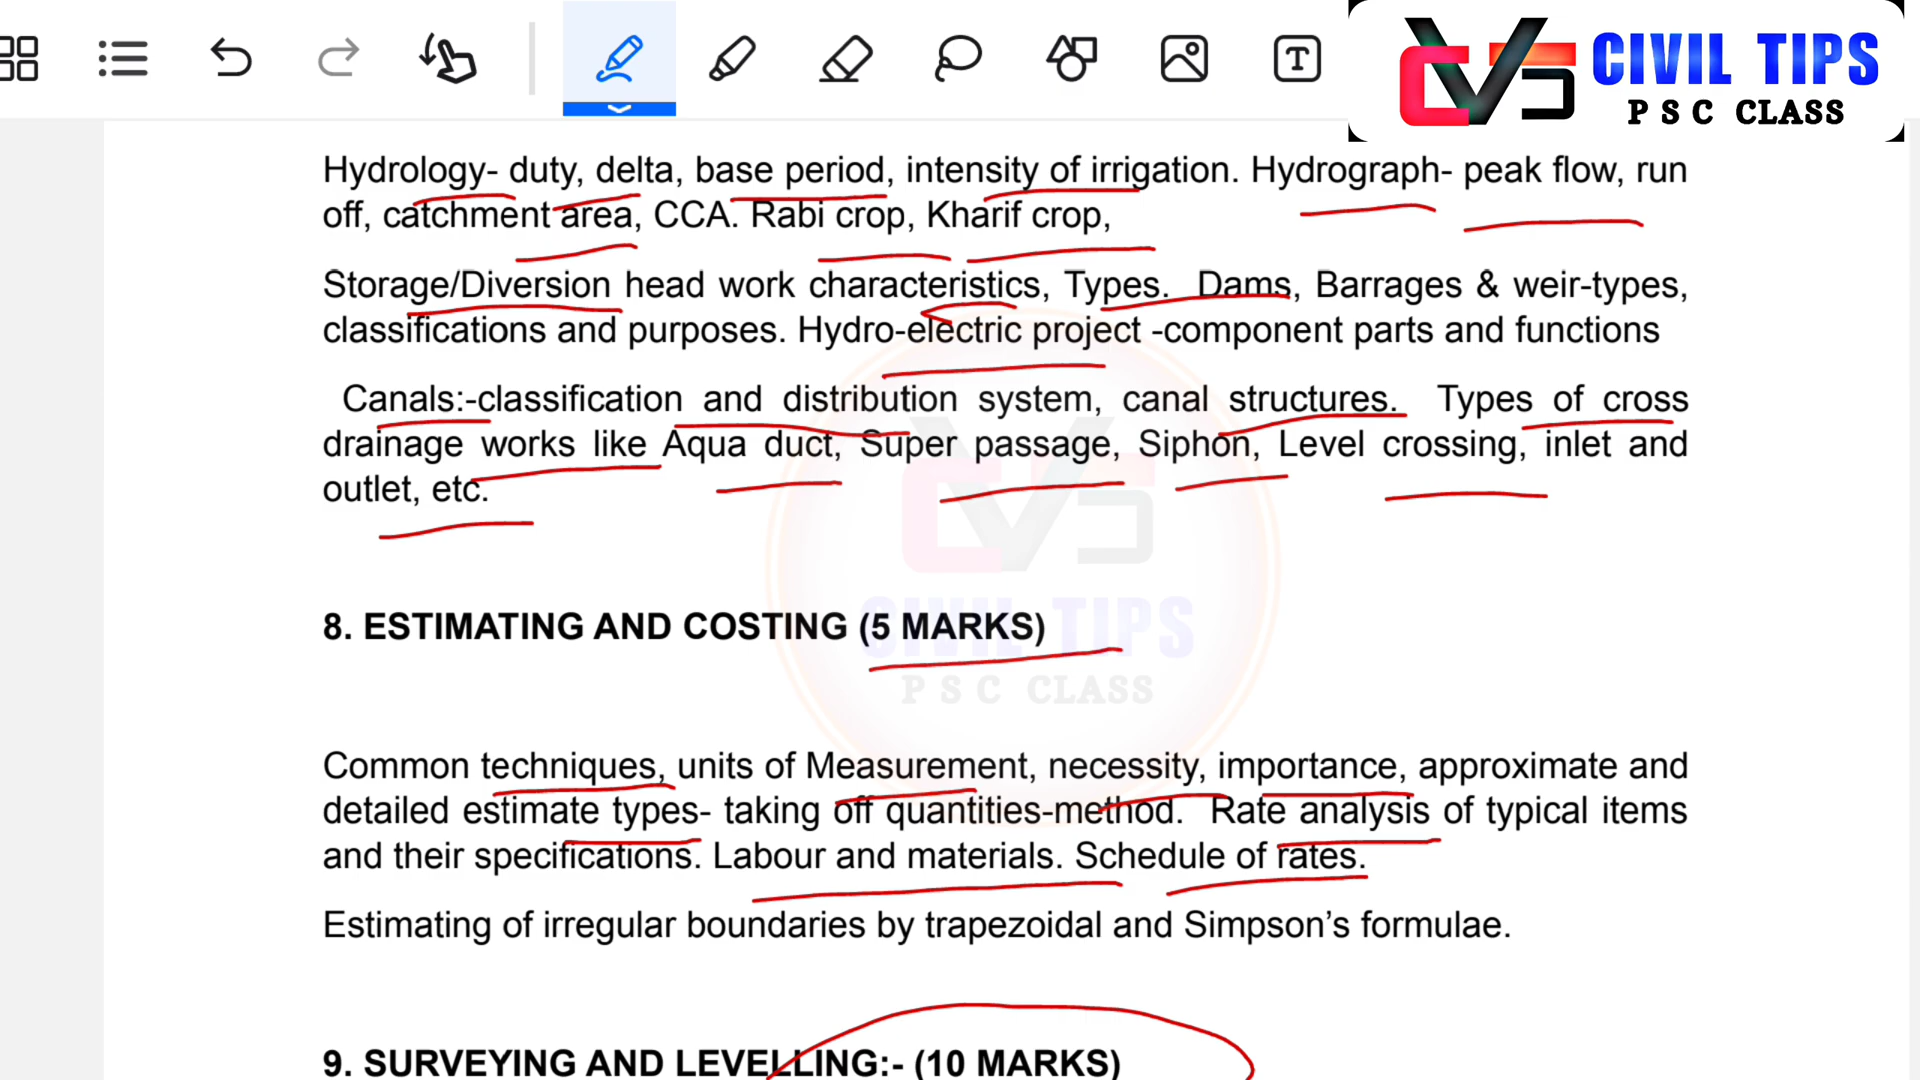 CIVIL TIPS
PSC CLASS
Hydrology- duty, delta, base period, intensity of irrigation. Hydrograph- peak flow, run
off, catchment area, CCA. Rabi crop, Kharif crop,
Storage/Diversion head work characteristics, Types. Dams, Barrages & weir-types,
classifications and purposes. Hydro-electric project -component parts and functions
Canals:-classification and distribution system, canal structures. Types of cross
drainage works like Aqua duct, Super passage, Siphon, Level crossing, inlet and
outlet, etc.
CIVIL TIPS
PSC CLASS
8. ESTIMATING AND COSTING (5 MARKS)
Common techniques, units of Measurement, necessity, importance, approximate and
detailed estimate types- taking off quantities-method. Rate analysis of typical items
and their specifications. Labour and materials. Schedule of rates.
Estimating of irregular boundaries by trapezoidal and Simpson’s formulae.
9. SURVEYING AND LEVELLING:- (10 MARKS)